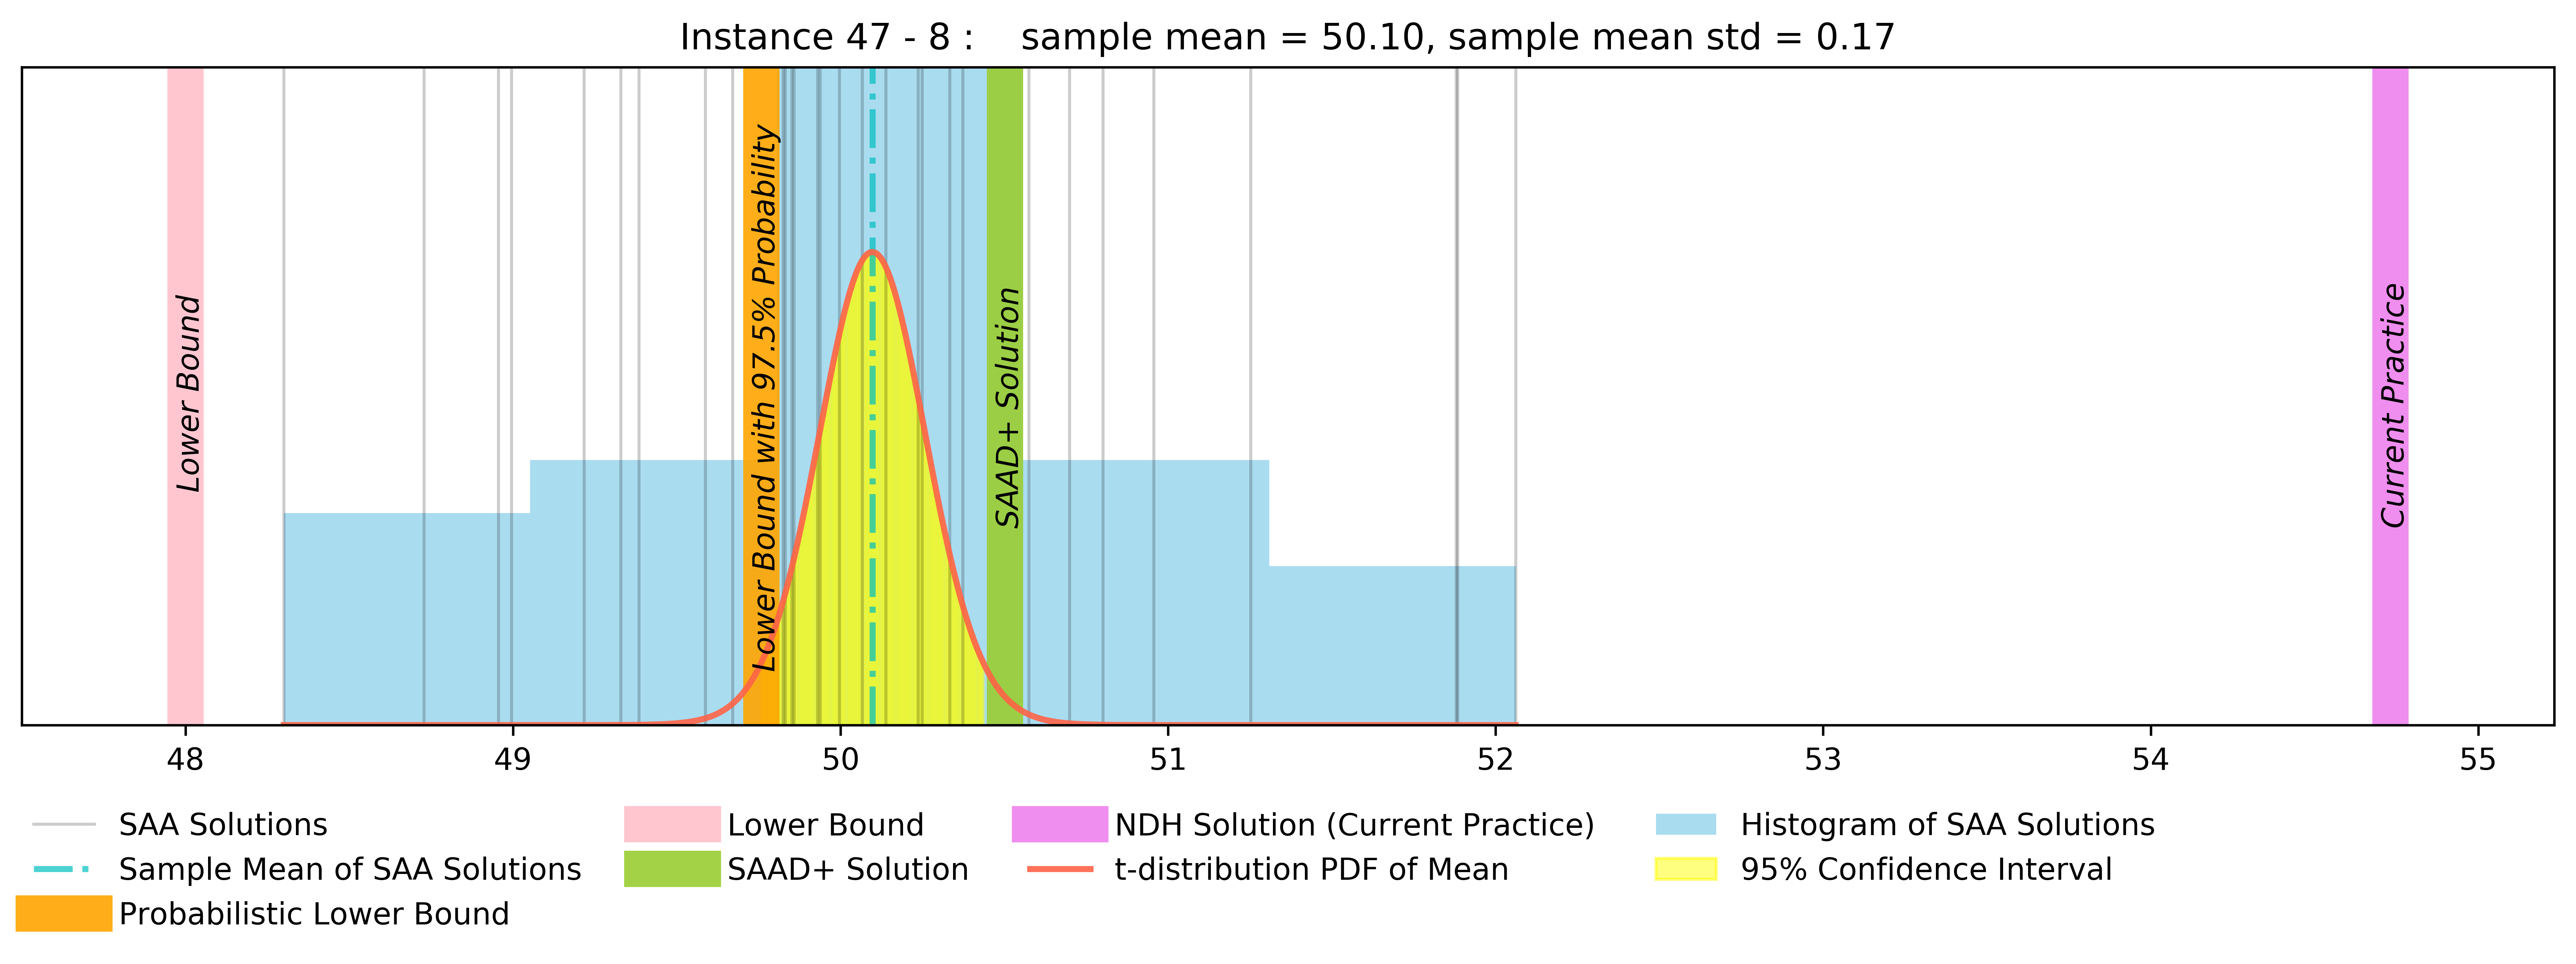 Instance 47 - 8 :    sample mean = 50.10, sample mean std = 0.17
Lower Bound
Lower Bound with 97.5% Probability
SAAD+ Solution
Current Practice
48 49 50 51 52 53 54 55
SAA Solutions
Sample Mean of SAA Solutions
Probabilistic Lower Bound
Lower Bound
SAAD+ Solution
NDH Solution (Current Practice)
t-distribution PDF of Mean
Histogram of SAA Solutions
95% Confidence Interval